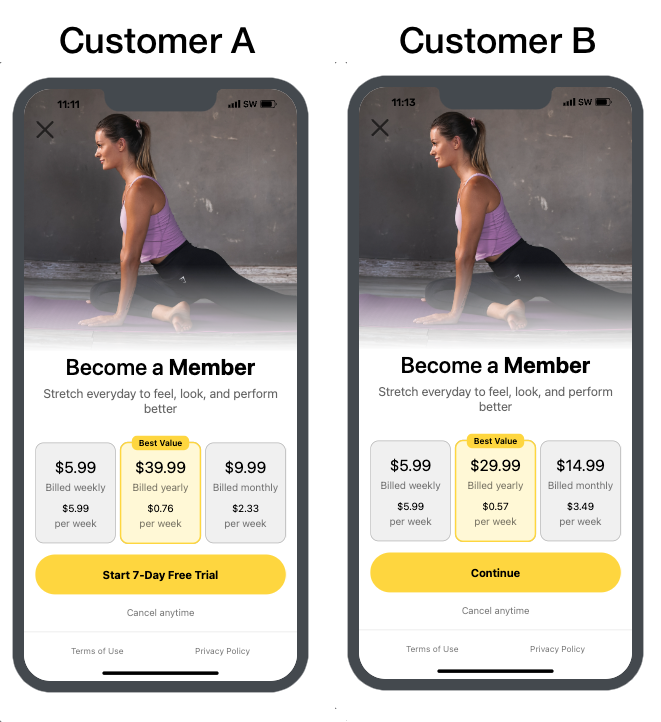 Customer A
11:11
SW
Become a Member
Stretch everyday to feel, look, and perform
better
Best Value
$5.99
Billed weekly
$5.99
per week
$39.99
Billed yearly
$0.76
per week
$9.99
Billed monthly
$2.33
per week
Start 7-Day Free Trial
Cancel anytime
Terms of Use
Privacy Policy
Customer B
11:13
SW
Become a Member
Stretch everyday to feel, look, and perform
better
Best Value
$5.99
Billed weekly
$5.99
per week
$29.99
Billed yearly
$0.57
per week
$14.99
Billed monthly
$3.49
per week
Continue
Cancel anytime
Terms of Use
Privacy Policy